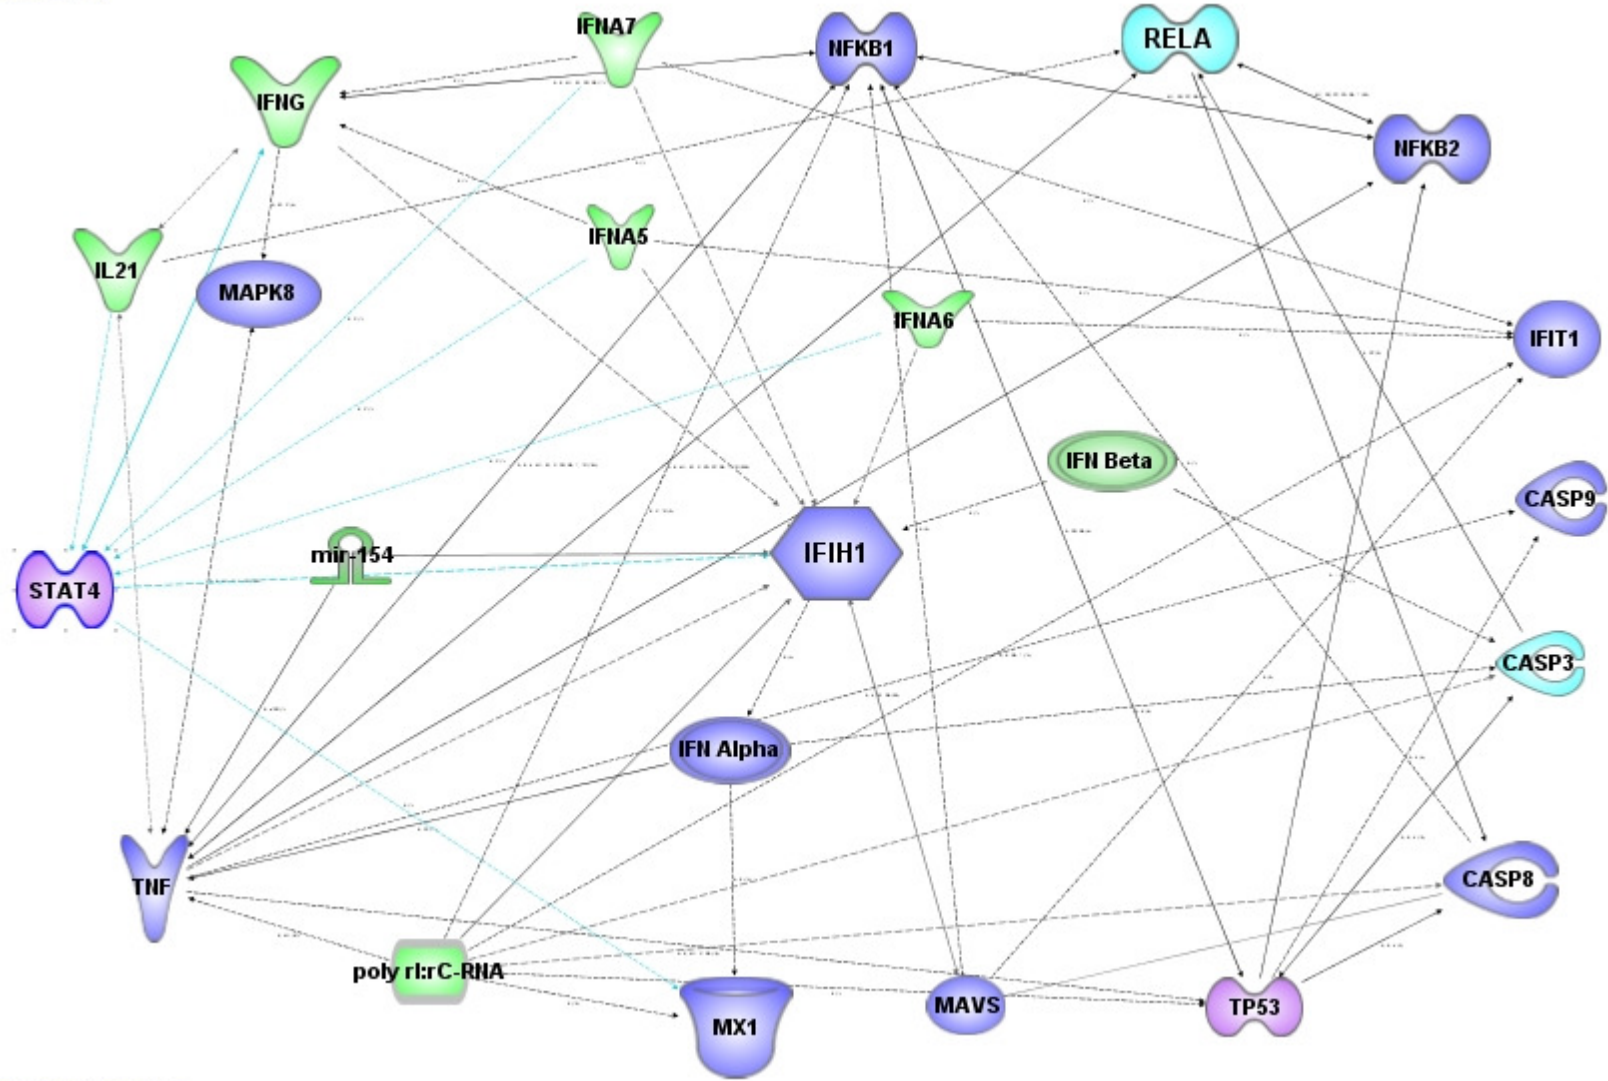 IFNA7
NFKB1
RELA
IFNG
NFKB2
IFNA5
IL21
MAPK8
IFNA6
IFIT1
IFN Beta
CASP9
mir-154
IFIH1
STAT4
CASP3
IFN Alpha
TNF
CASP8
poly rI:rC-RNA
MX1
MAVS
TP53